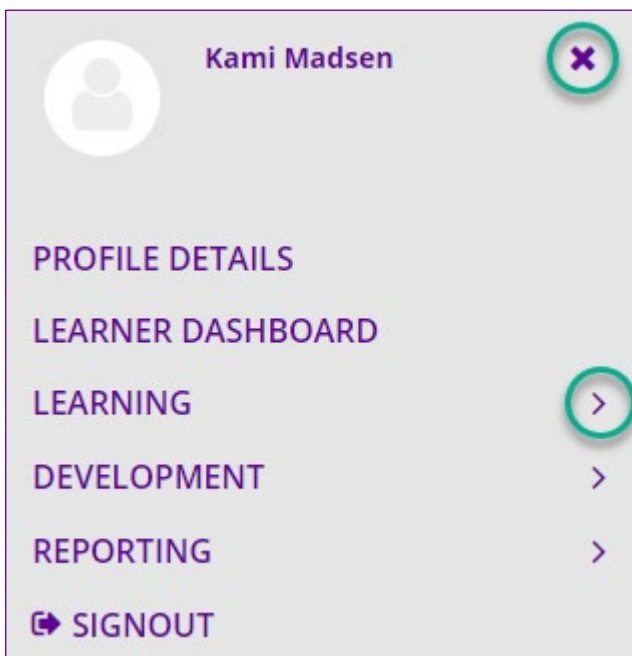 Kami Madsen
PROFILE DETAILS
LEARNER DASHBOARD
LEARNING
DEVELOPMENT
REPORTING
SIGNOUT